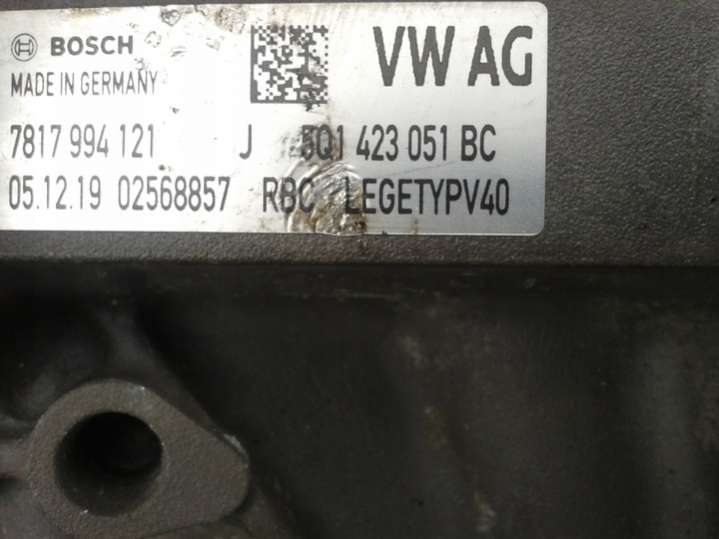 BOSCH
VW AG
MADE IN GERMANY
7817 994 121 J 5Q1 423 051 BC
05.12.19 02568857 RBC LEGETYPV40